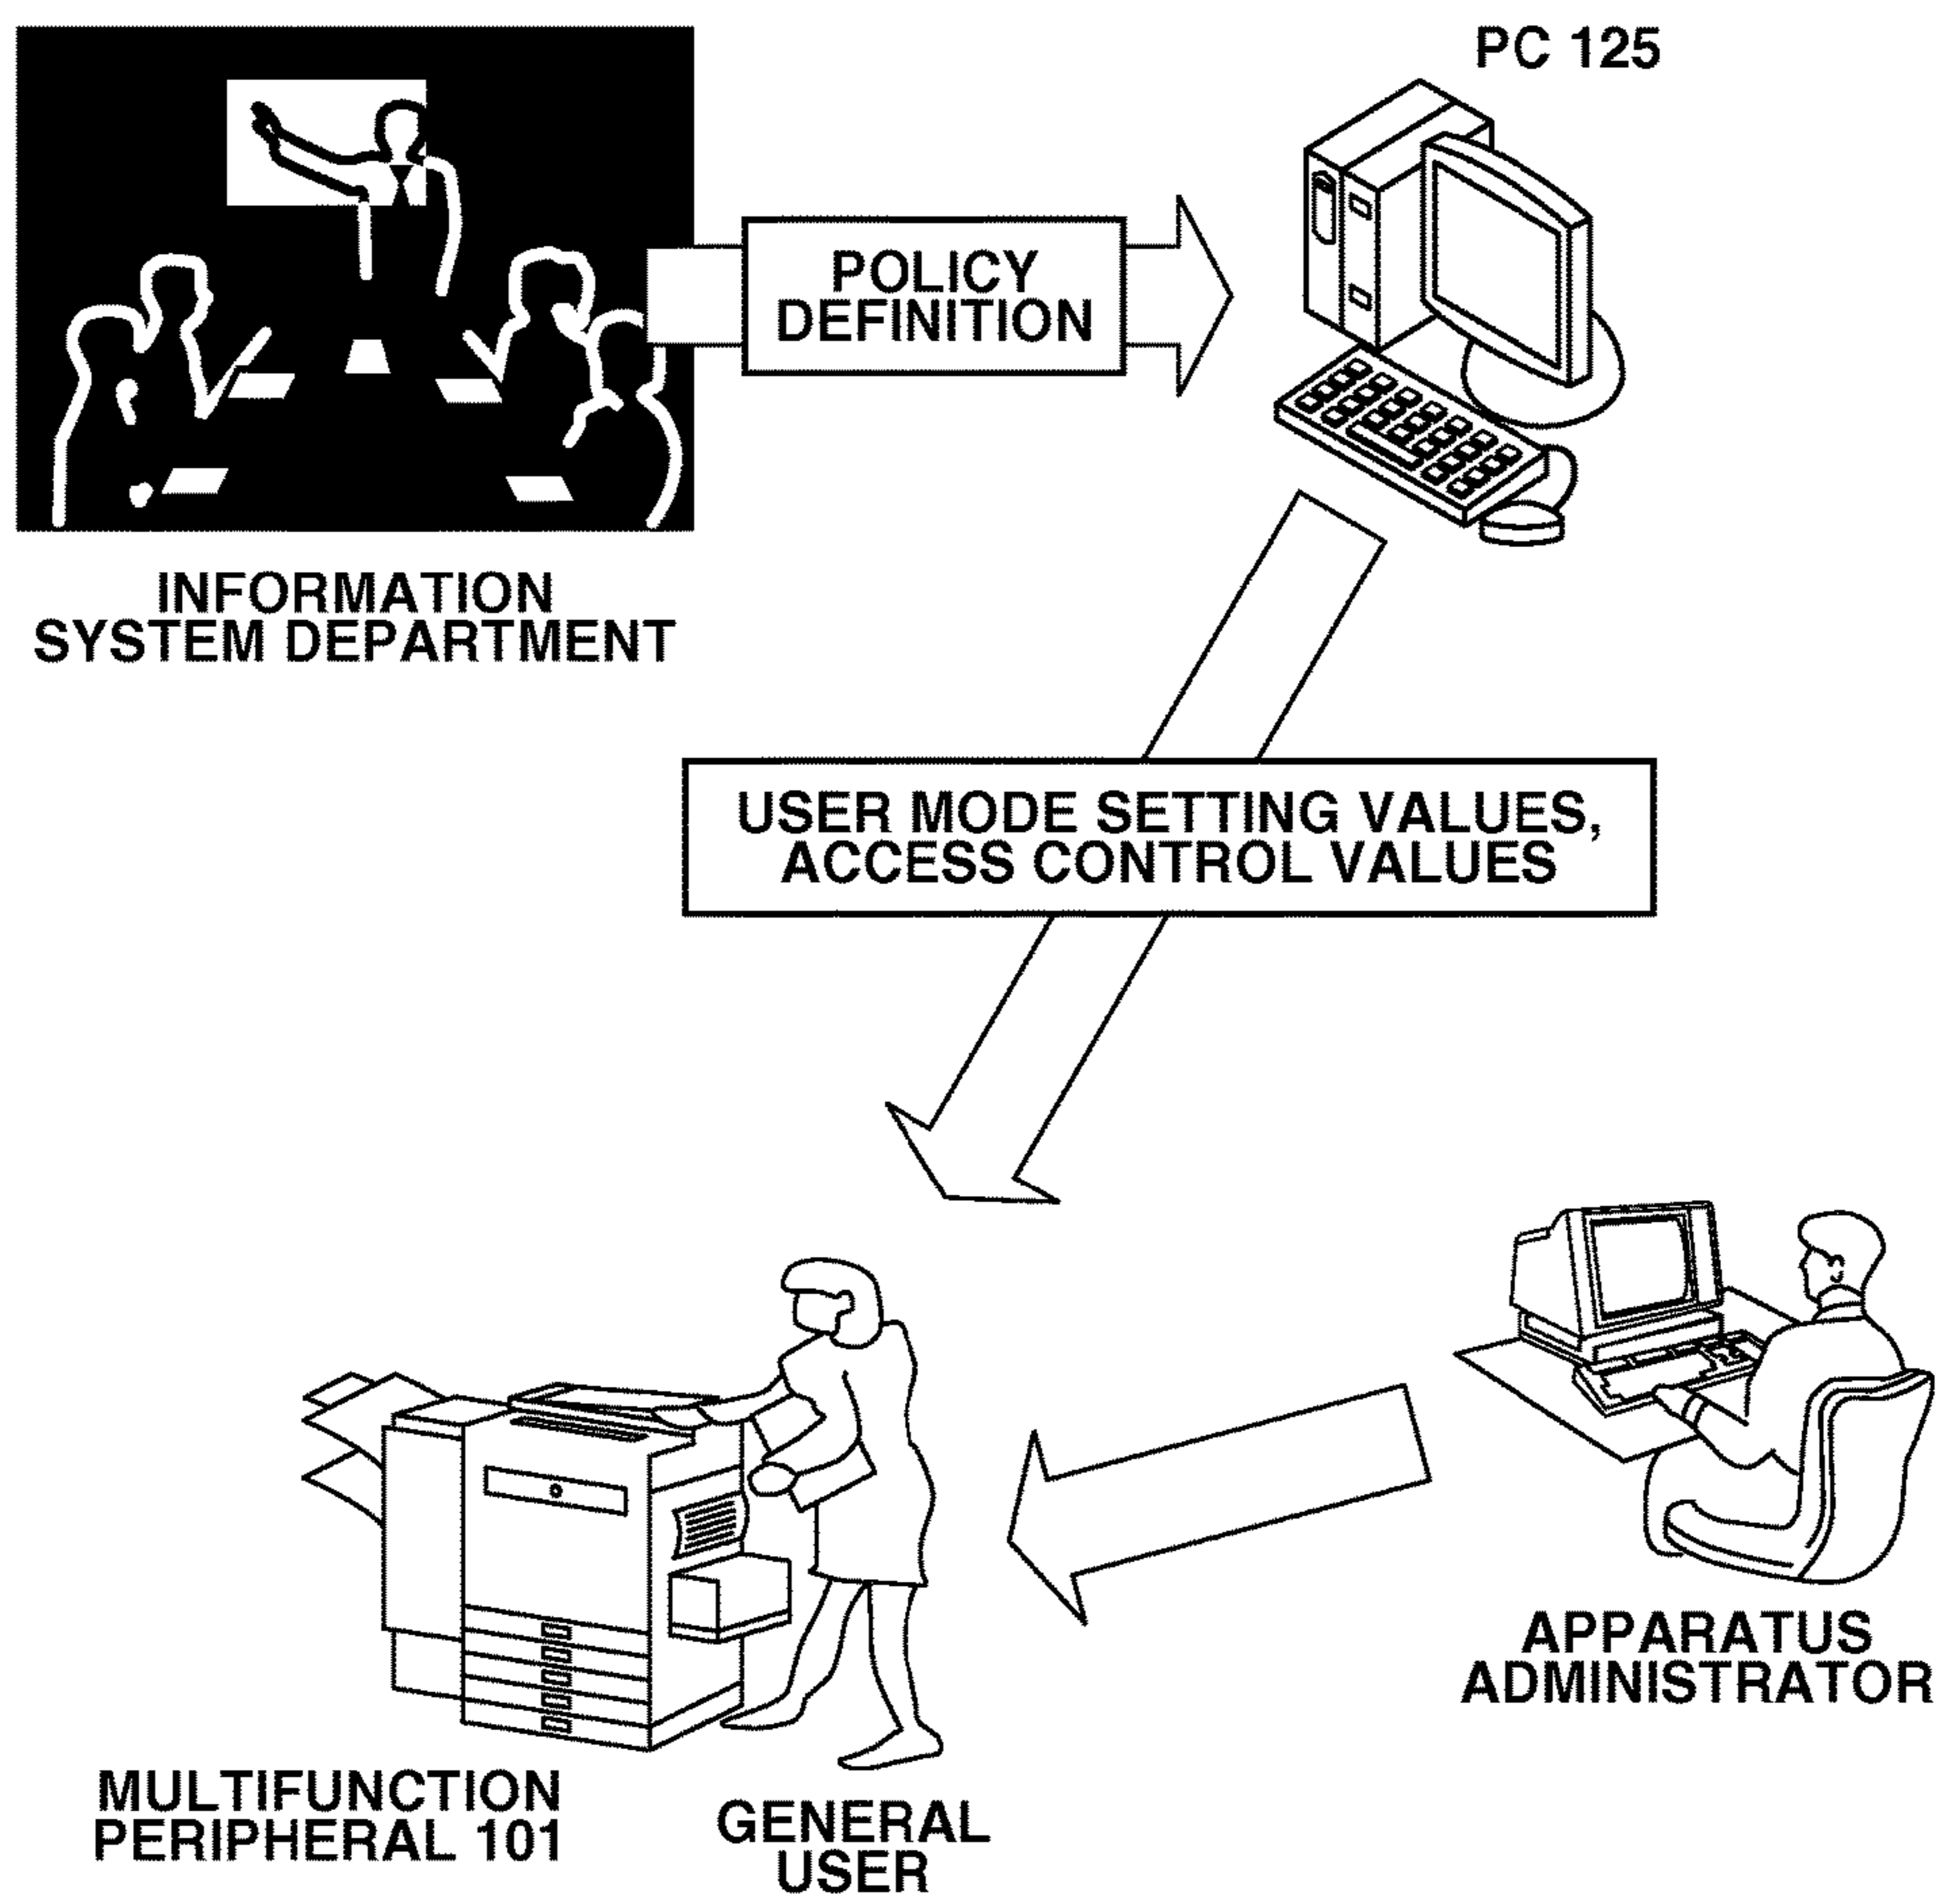 PC 125
POLICY
DEFINITION
INFORMATION
SYSTEM DEPARTMENT
USER MODE SETTING VALUES,
ACCESS CONTROL VALUES
APPARATUS
ADMINISTRATOR
MULTIFUNCTION
PERIPHERAL 101
GENERAL
USER